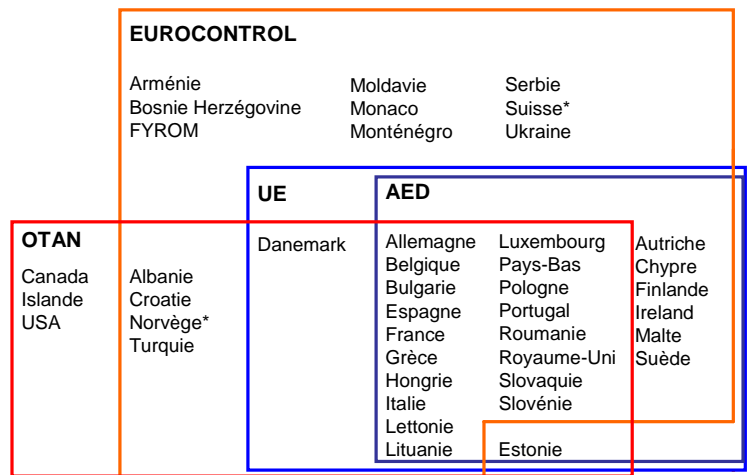 EUROCONTROL
Arménie Moldavie Serbie
Bosnie Herzégovine Monaco Suisse*
FYROM Monténégro Ukraine
UE AED
OTAN
Danemark Allemagne Luxembourg Autriche
Canada Albanie Belgique Pays-Bas Chypre
Islande Croatie Bulgarie Pologne Finlande
USA Norvège* Espagne Portugal Ireland
Turquie France Roumanie Malte
Grèce Royaume-Uni Suède
Hongrie Slovaquie
Italie Slovénie
Lettonie
Lituanie Estonie